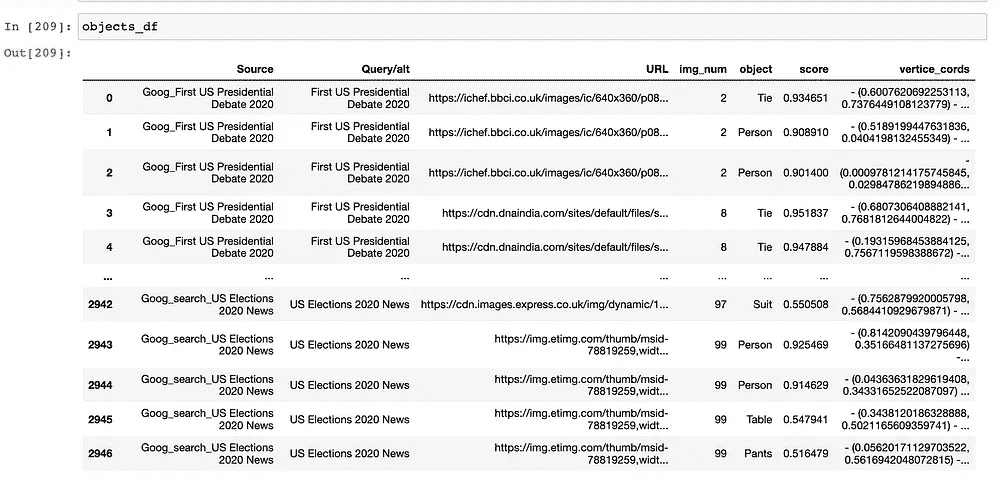 In [209]: objects_df
Out[209]:
Source Query/alt URL img_num object score vertice_cords
0 Goog_First US Presidential Debate 2020 First US Presidential Debate 2020 https://ichef.bbci.co.uk/images/ic/640x360/p08... 2 Tie 0.934651 - (0.6007620692253113, 0.7376449108123779) - ...
1 Goog_First US Presidential Debate 2020 First US Presidential Debate 2020 https://ichef.bbci.co.uk/images/ic/640x360/p08... 2 Person 0.908910 - (0.5189199447631836, 0.0404198132455349) - ...
2 Goog_First US Presidential Debate 2020 First US Presidential Debate 2020 https://ichef.bbci.co.uk/images/ic/640x360/p08... 2 Person 0.901400 - (0.0009781214175745845, 0.02984786219894886...
3 Goog_First US Presidential Debate 2020 First US Presidential Debate 2020 https://cdn.dnaindia.com/sites/default/files/s... 8 Tie 0.951837 - (0.6807306408882141, 0.7681812644004822) - ...
4 Goog_First US Presidential Debate 2020 First US Presidential Debate 2020 https://cdn.dnaindia.com/sites/default/files/s... 8 Tie 0.947884 - (0.19315968453884125, 0.7567119598388672) -...
... ... ... ... ... ... ... ...
2942 Goog_search_US Elections 2020 News US Elections 2020 News https://cdn.images.express.co.uk/img/dynamic/1... 97 Suit 0.550508 - (0.7562879920005798, 0.5684410929679871) - ...
2943 Goog_search_US Elections 2020 News US Elections 2020 News https://img.etimg.com/thumb/msid-78819259,widt... 99 Person 0.925469 - (0.8142090439796448, 0.35166481137275696) -...
2944 Goog_search_US Elections 2020 News US Elections 2020 News https://img.etimg.com/thumb/msid-78819259,widt... 99 Person 0.914629 - (0.04363631829619408, 0.34331652522087097) ...
2945 Goog_search_US Elections 2020 News US Elections 2020 News https://img.etimg.com/thumb/msid-78819259,widt... 99 Table 0.547941 - (0.3438120186328888, 0.5021165609359741) - ...
2946 Goog_search_US Elections 2020 News US Elections 2020 News https://img.etimg.com/thumb/msid-78819259,widt... 99 Pants 0.516479 - (0.05620171129703522, 0.5616942048072815) -...